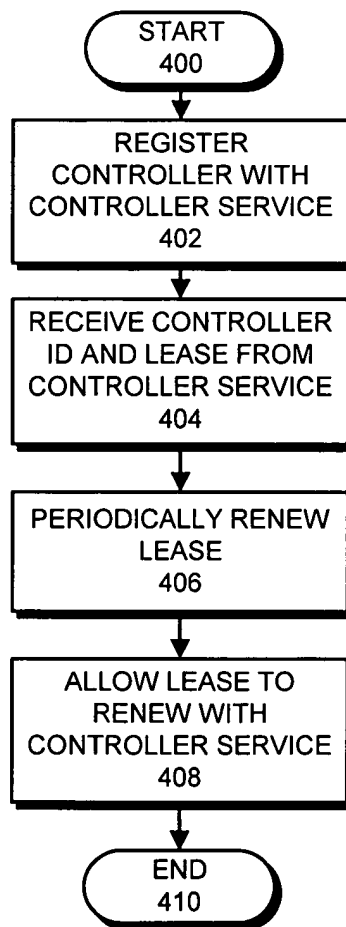 START
400
REGISTER
CONTROLLER WITH
CONTROLLER SERVICE
402
RECEIVE CONTROLLER
ID AND LEASE FROM
CONTROLLER SERVICE
404
PERIODICALLY RENEW
LEASE
406
ALLOW LEASE TO
RENEW WITH
CONTROLLER SERVICE
408
END
410